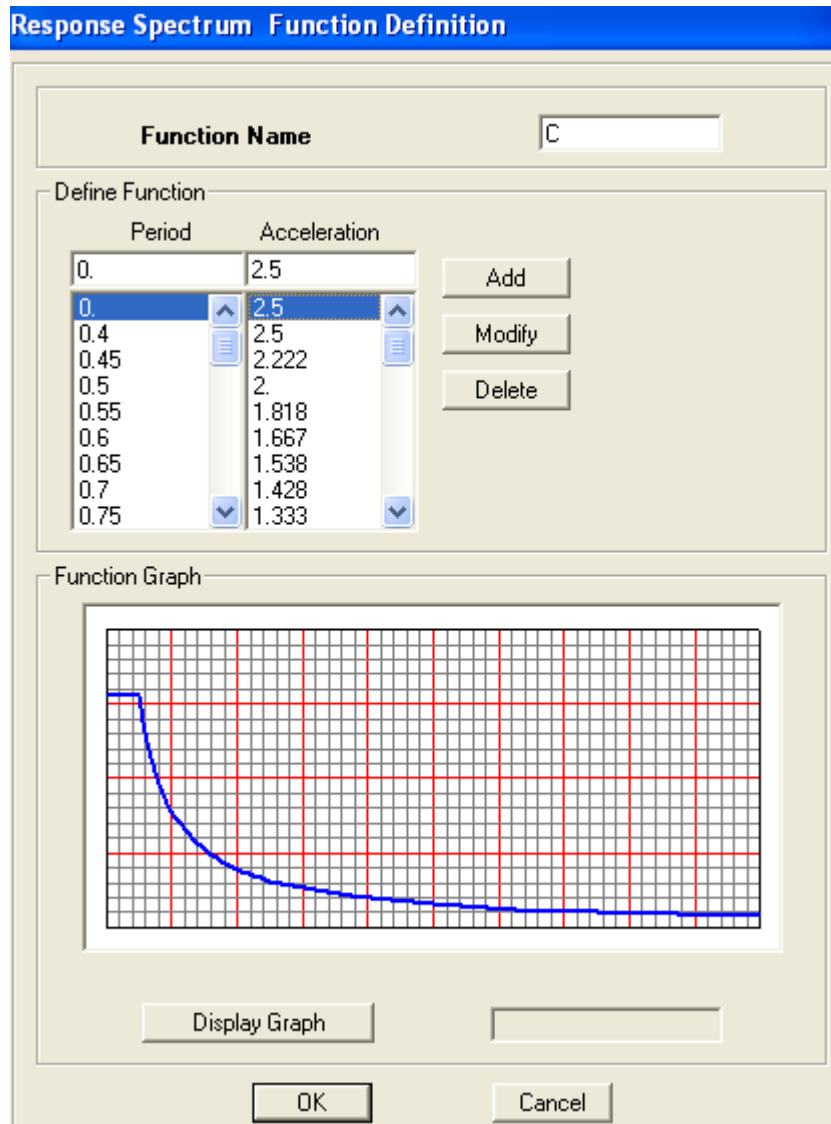 Response Spectrum Function Definition
Function Name C
Define Function
Period Acceleration
0. 2.5 Add
0. 2.5
0.4 2.5 Modify
0.45 2.222
0.5 2. Delete
0.55 1.818
0.6 1.667
0.65 1.538
0.7 1.428
0.75 1.333
Function Graph
Display Graph
OK Cancel